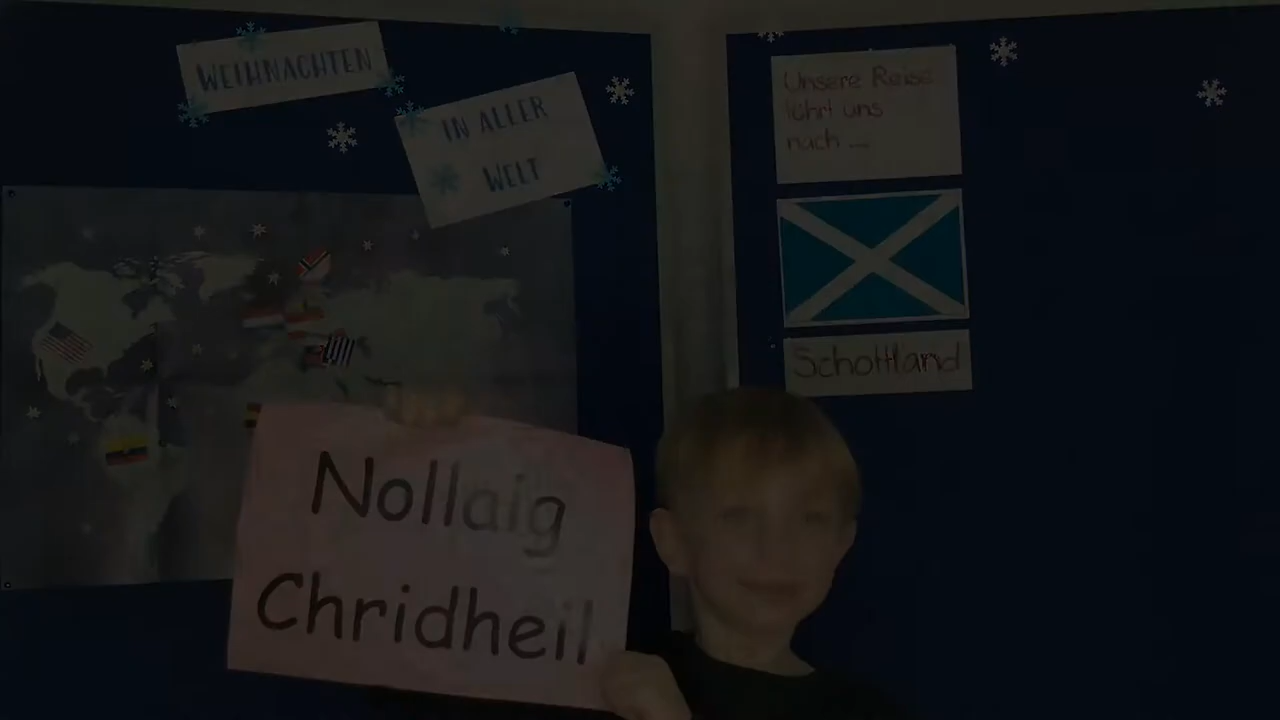 WEIHNACHTEN
IN ALLER
WELT
Unsere Reise
führt uns
nach ...
Schottland
Nollaig
Chridheil